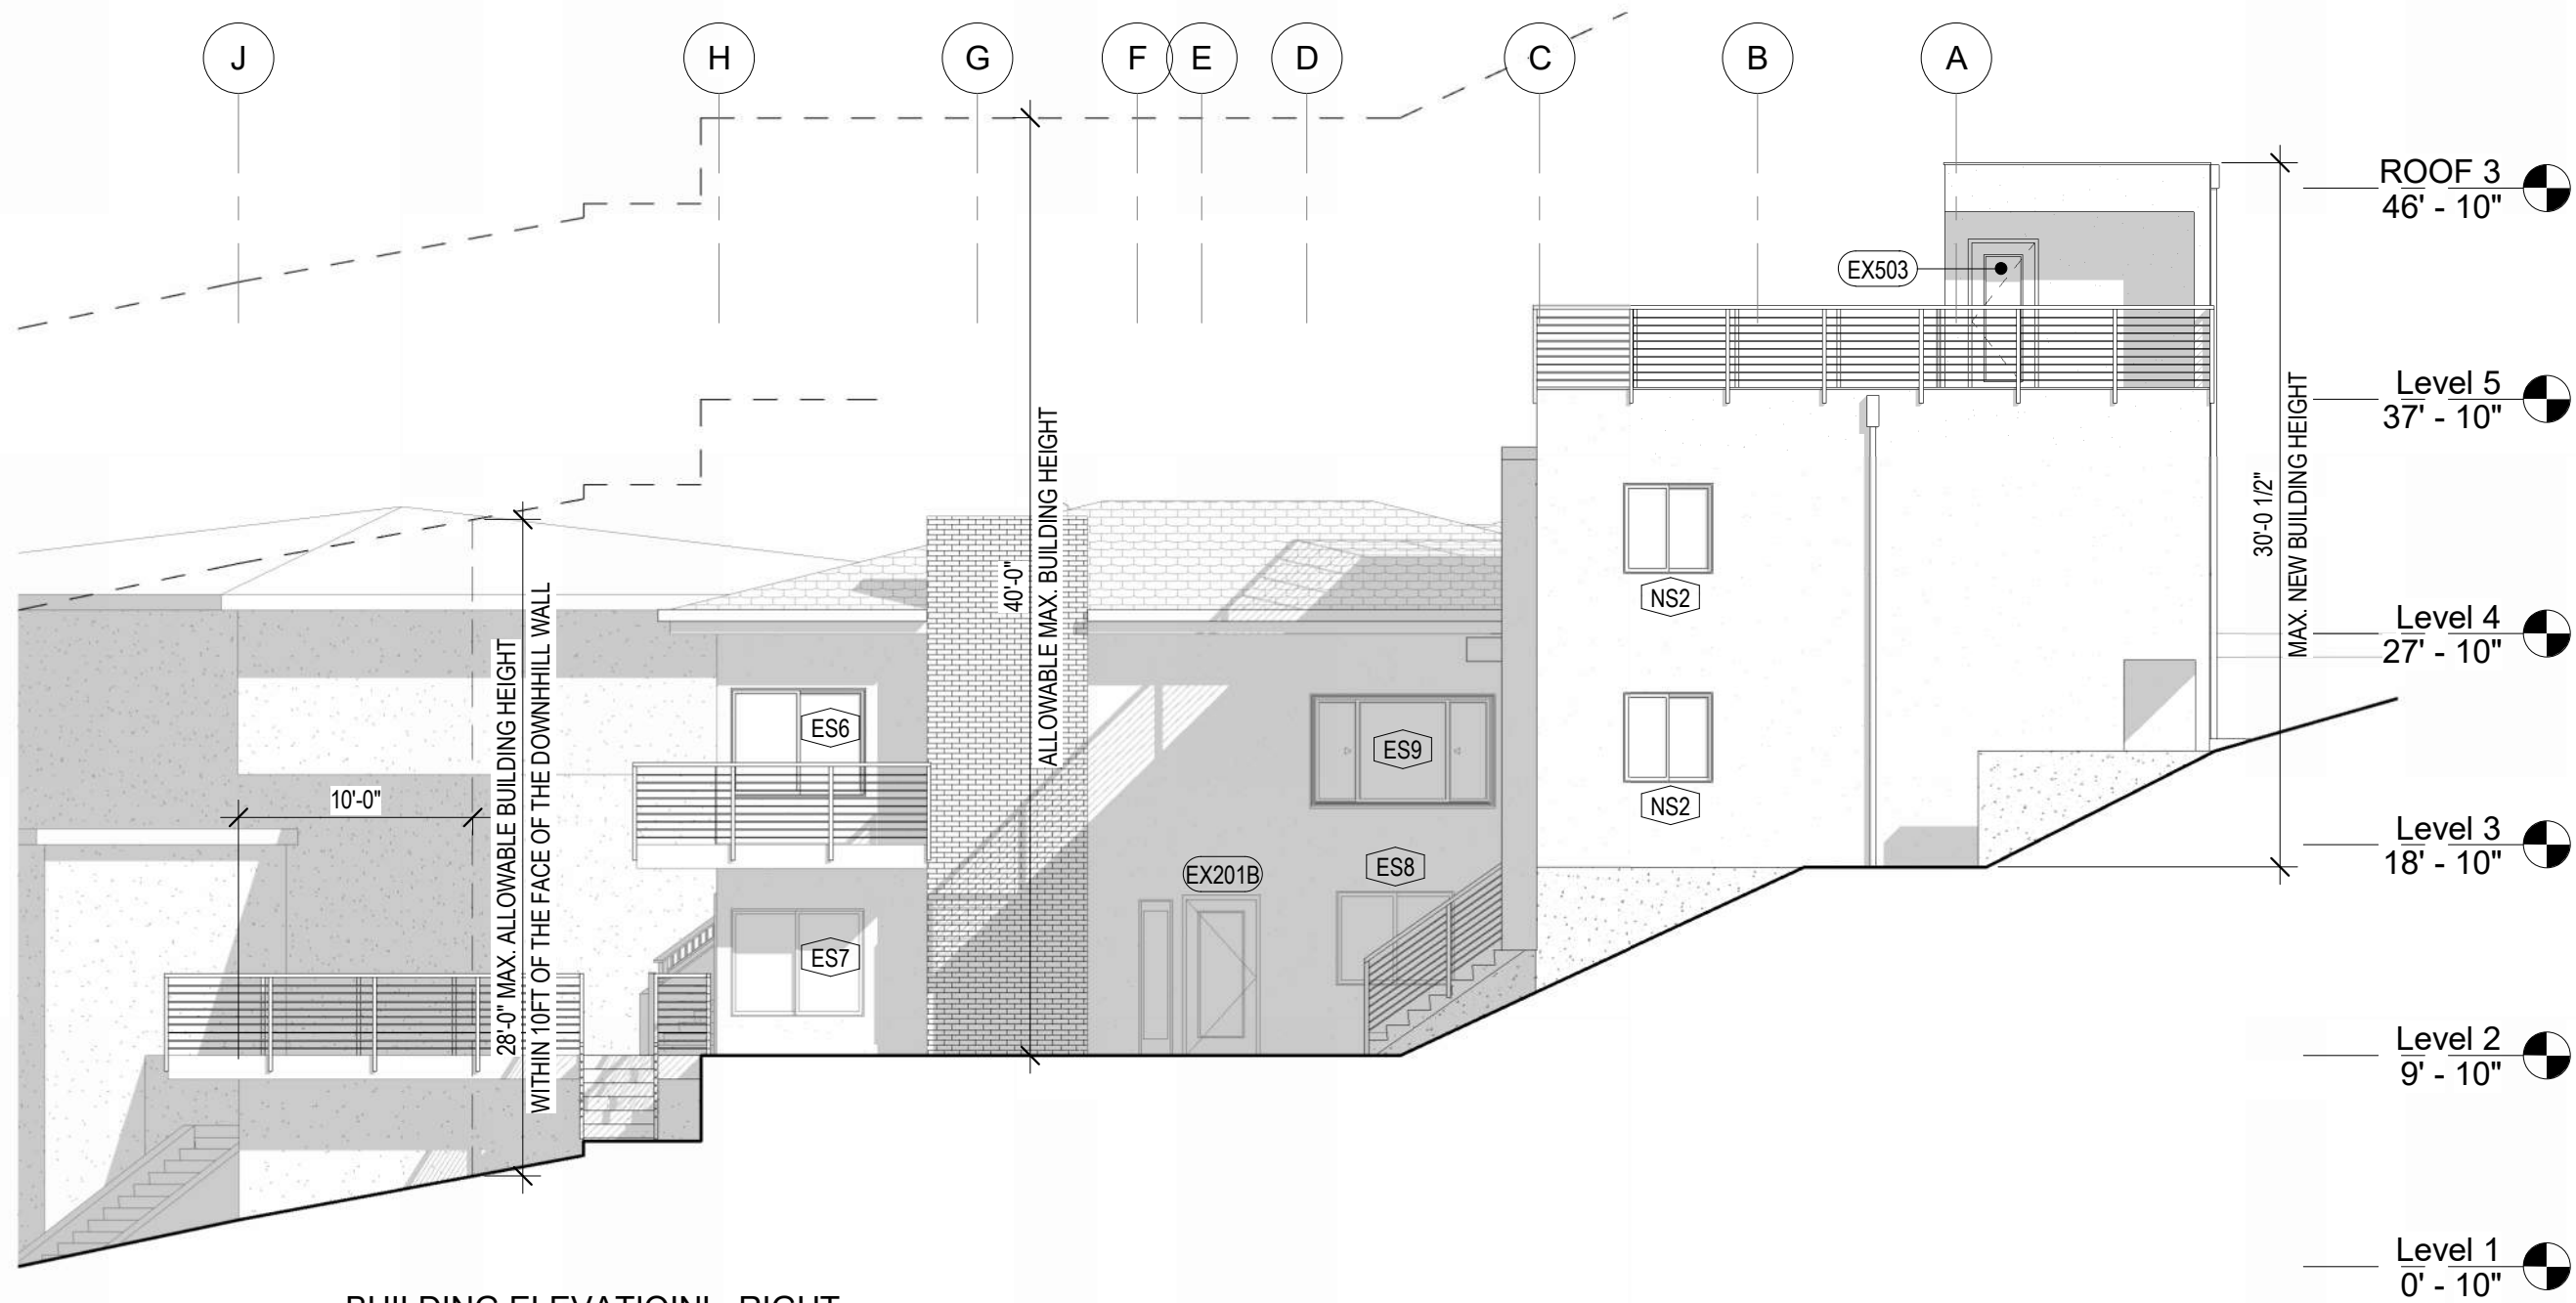 J
H
G
F
E
D
C
B
A
ROOF 3
46' - 10"
EX503
Level 5
37' - 10"
MAX. NEW BUILDING HEIGHT
30'-0 1/2"
ALLOWABLE MAX. BUILDING HEIGHT
40'-0"
NS2
Level 4
27' - 10"
28'-0" MAX. ALLOWABLE BUILDING HEIGHT
WITHIN 10FT OF THE FACE OF THE DOWNHILL WALL
ES6
ES9
10'-0"
NS2
Level 3
18' - 10"
EX201B
ES8
ES7
Level 2
9' - 10"
Level 1
0' - 10"